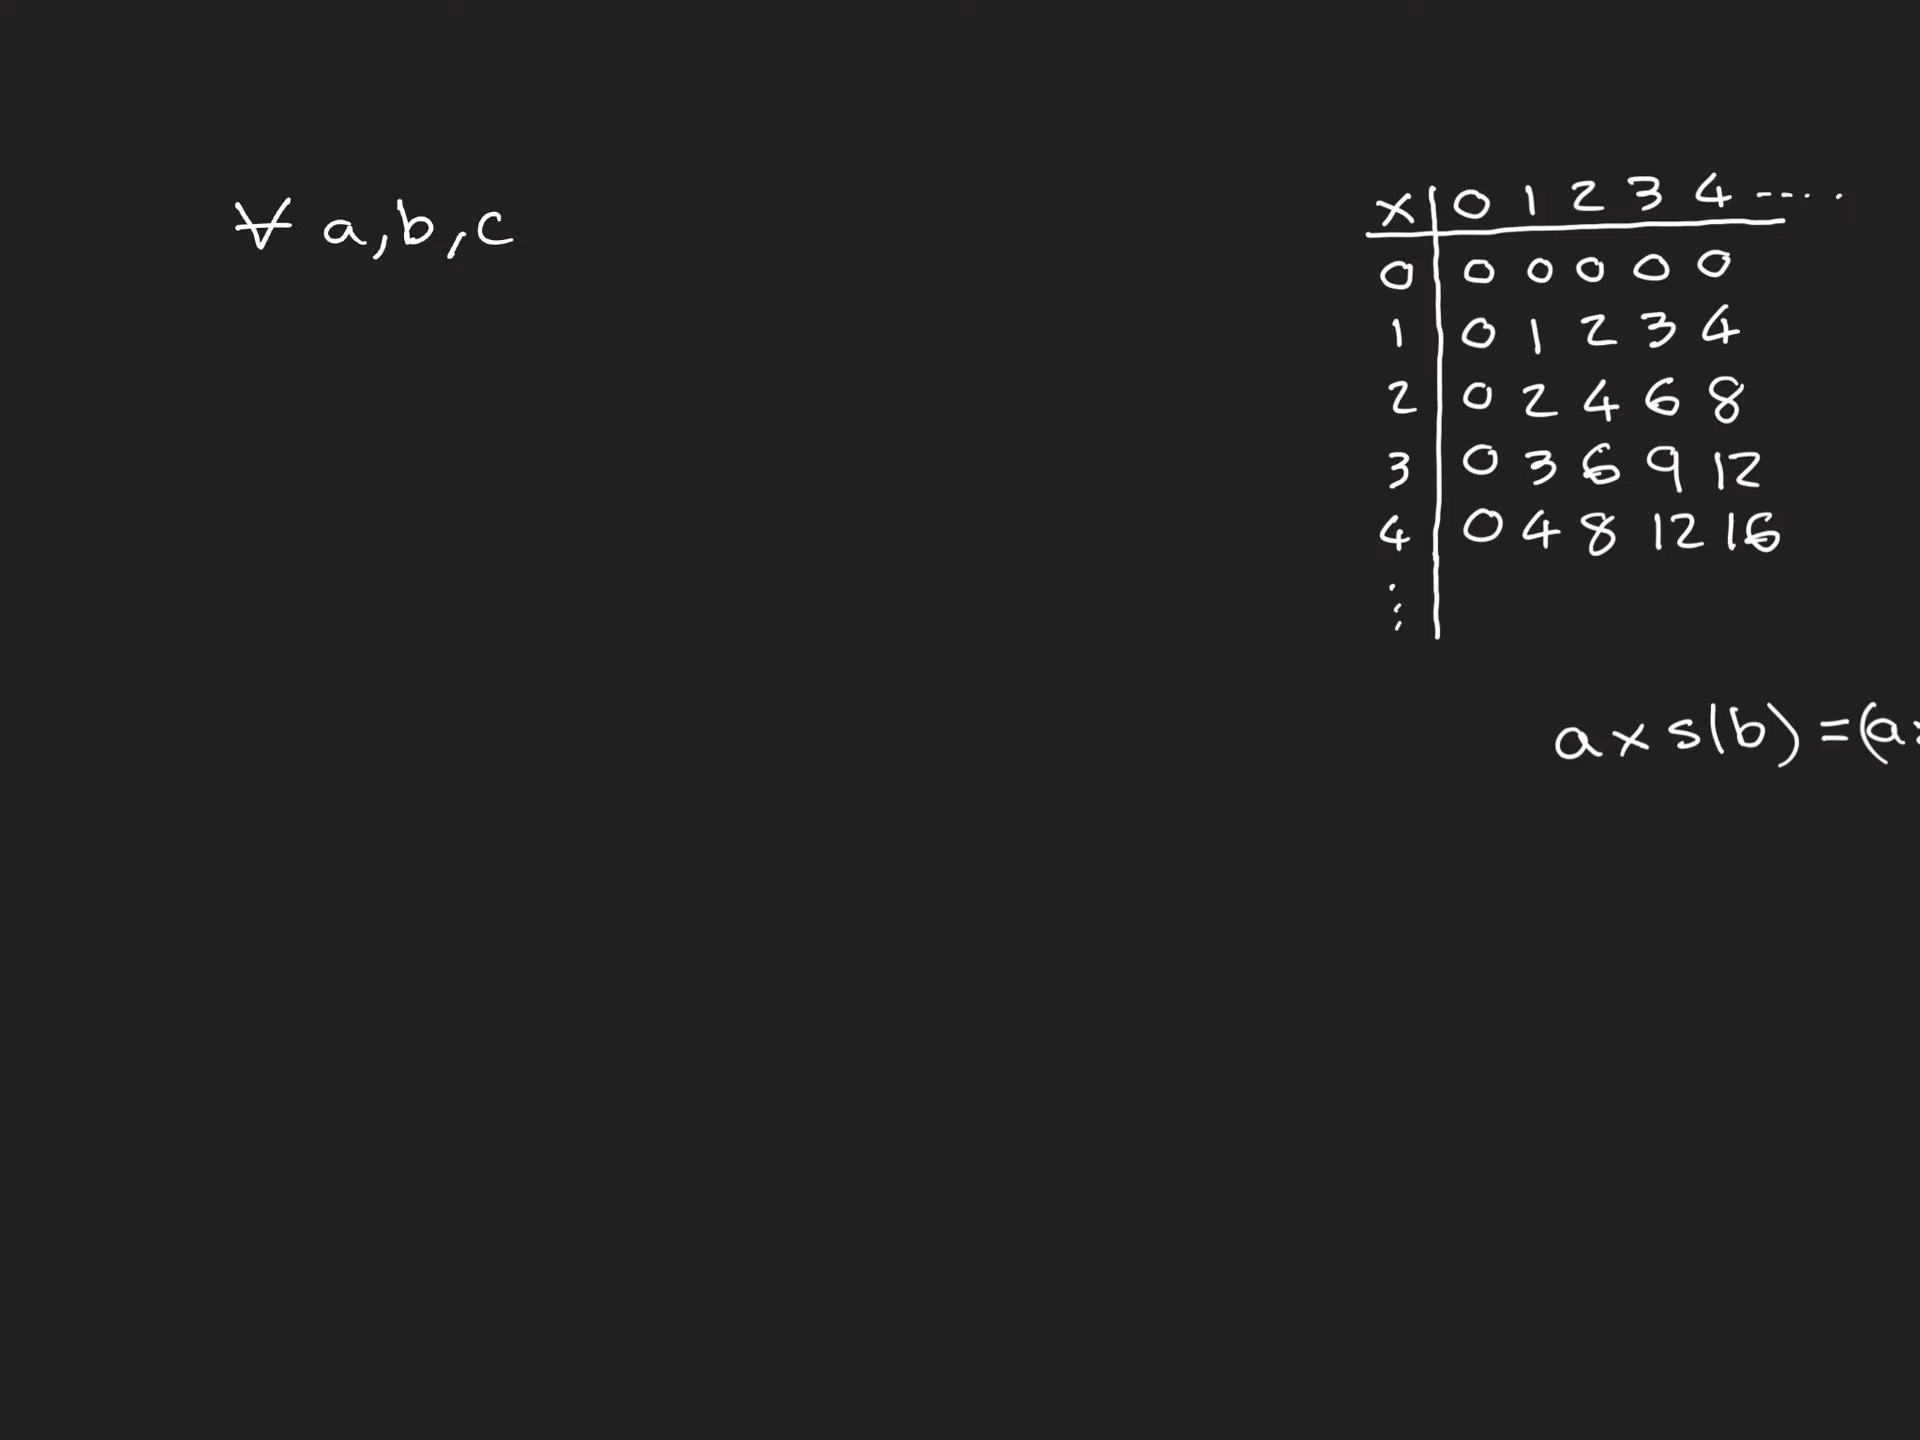 ∀ a,b,c
× 0 1 2 3 4 ----
0 0 0 0 0 0
1 0 1 2 3 4
2 0 2 4 6 8
3 0 3 6 9 12
4 0 4 8 12 16
⋮
a × s(b) = (a